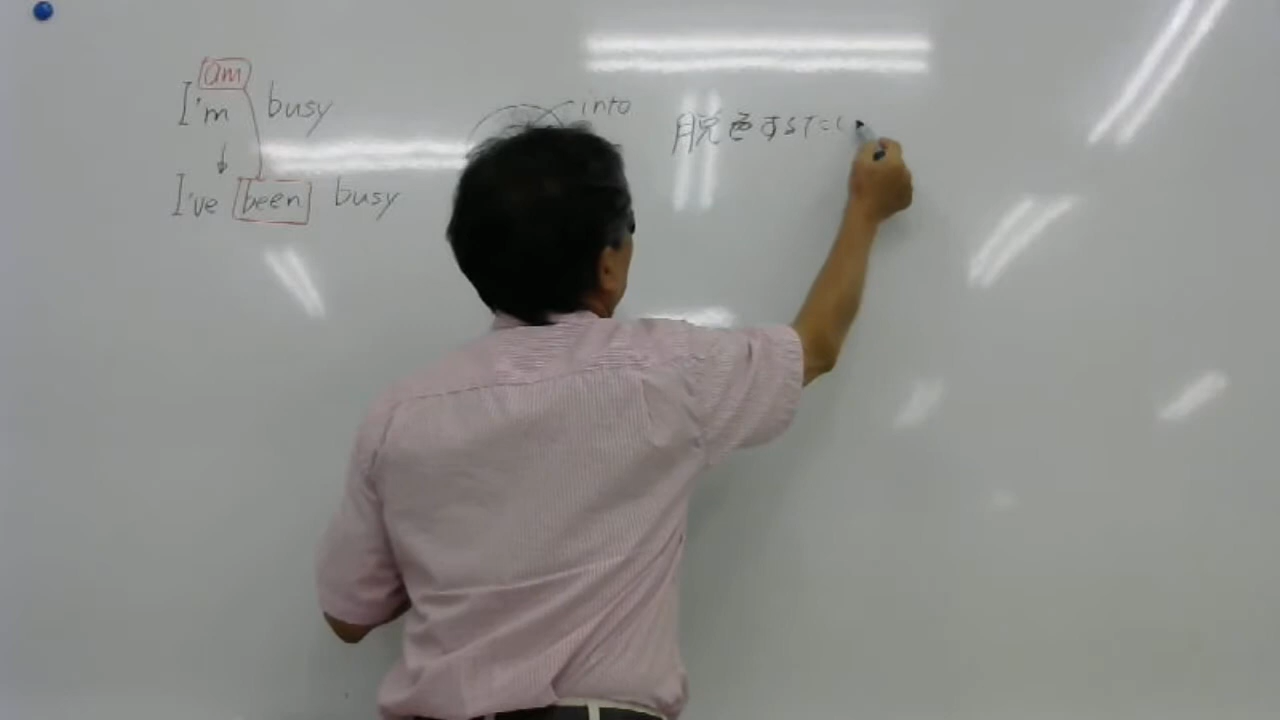 am
I'm busy
↓
I've been busy
into
脱色するた